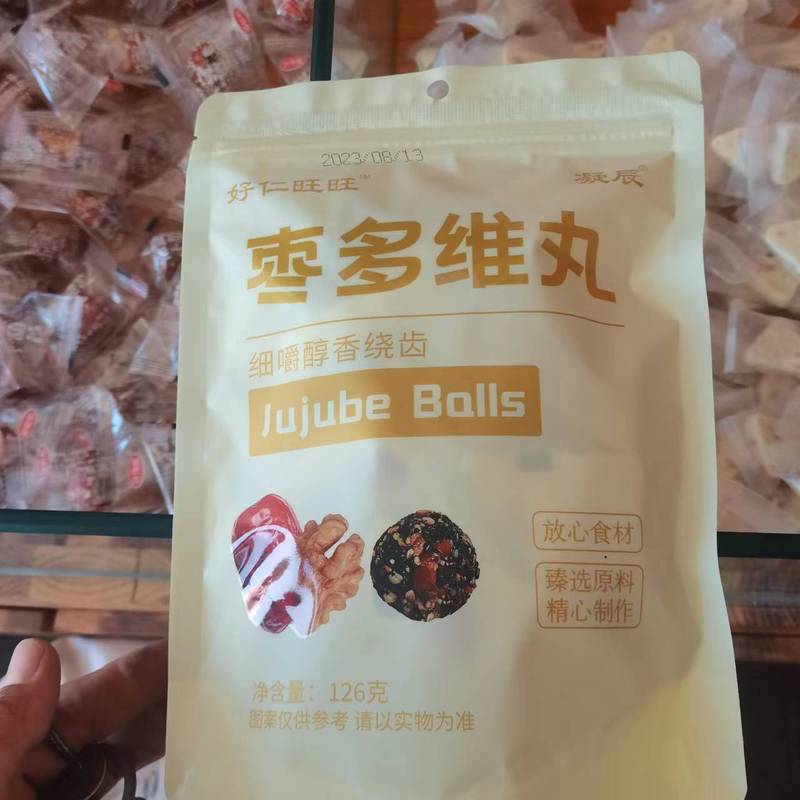 2023/08/13
好仁旺旺™ 凝辰®
枣多维丸
细嚼醇香绕齿
Jujube Balls
放心食材
臻选原料
精心制作
净含量：126克
图案仅供参考 请以实物为准